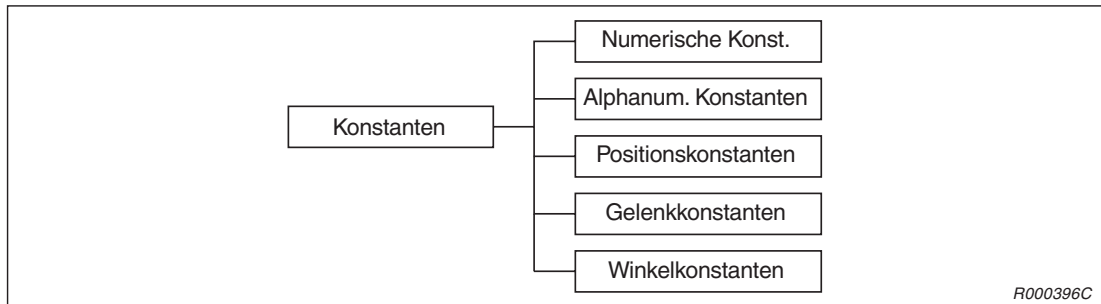 Konstanten
Numerische Konst.
Alphanum. Konstanten
Positionskonstanten
Gelenkkonstanten
Winkelkonstanten
R000396C